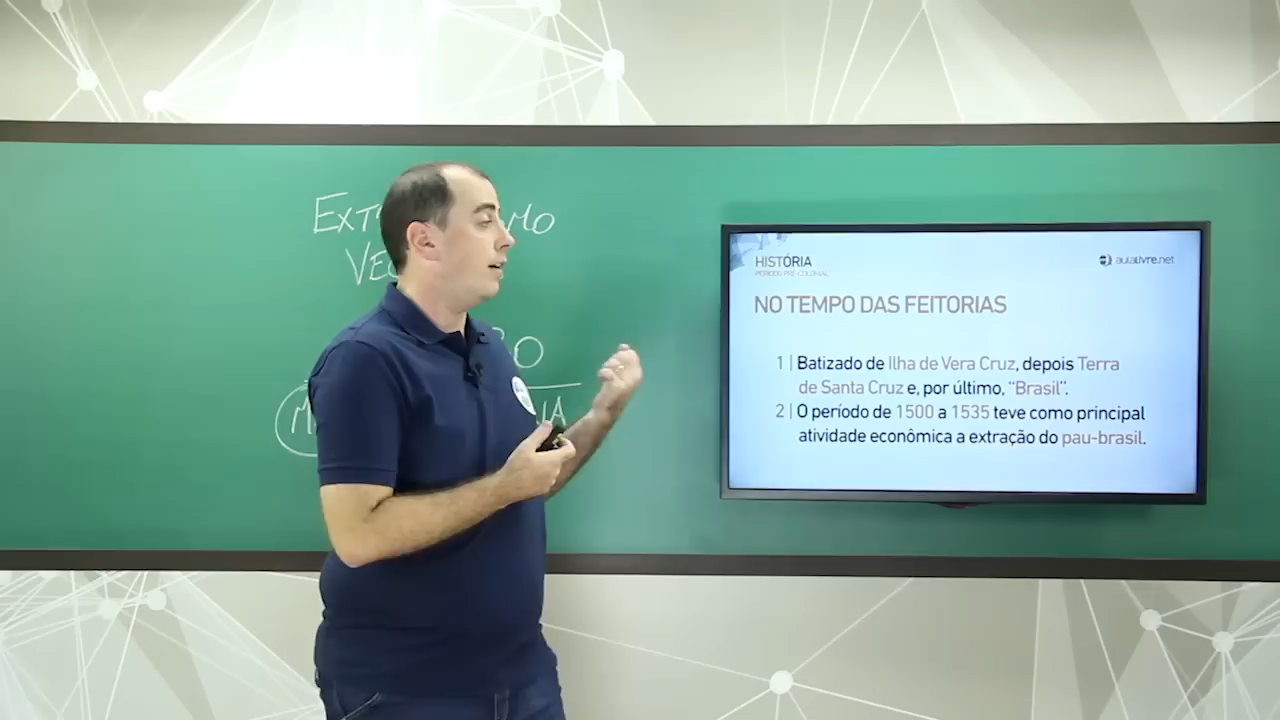 HISTÓRIA
PERÍODO PRÉ-COLONIAL
aulalivre.net
NO TEMPO DAS FEITORIAS
1 | Batizado de Ilha de Vera Cruz, depois Terra
de Santa Cruz e, por último, “Brasil”.
2 | O período de 1500 a 1535 teve como principal
atividade econômica a extração do pau-brasil.